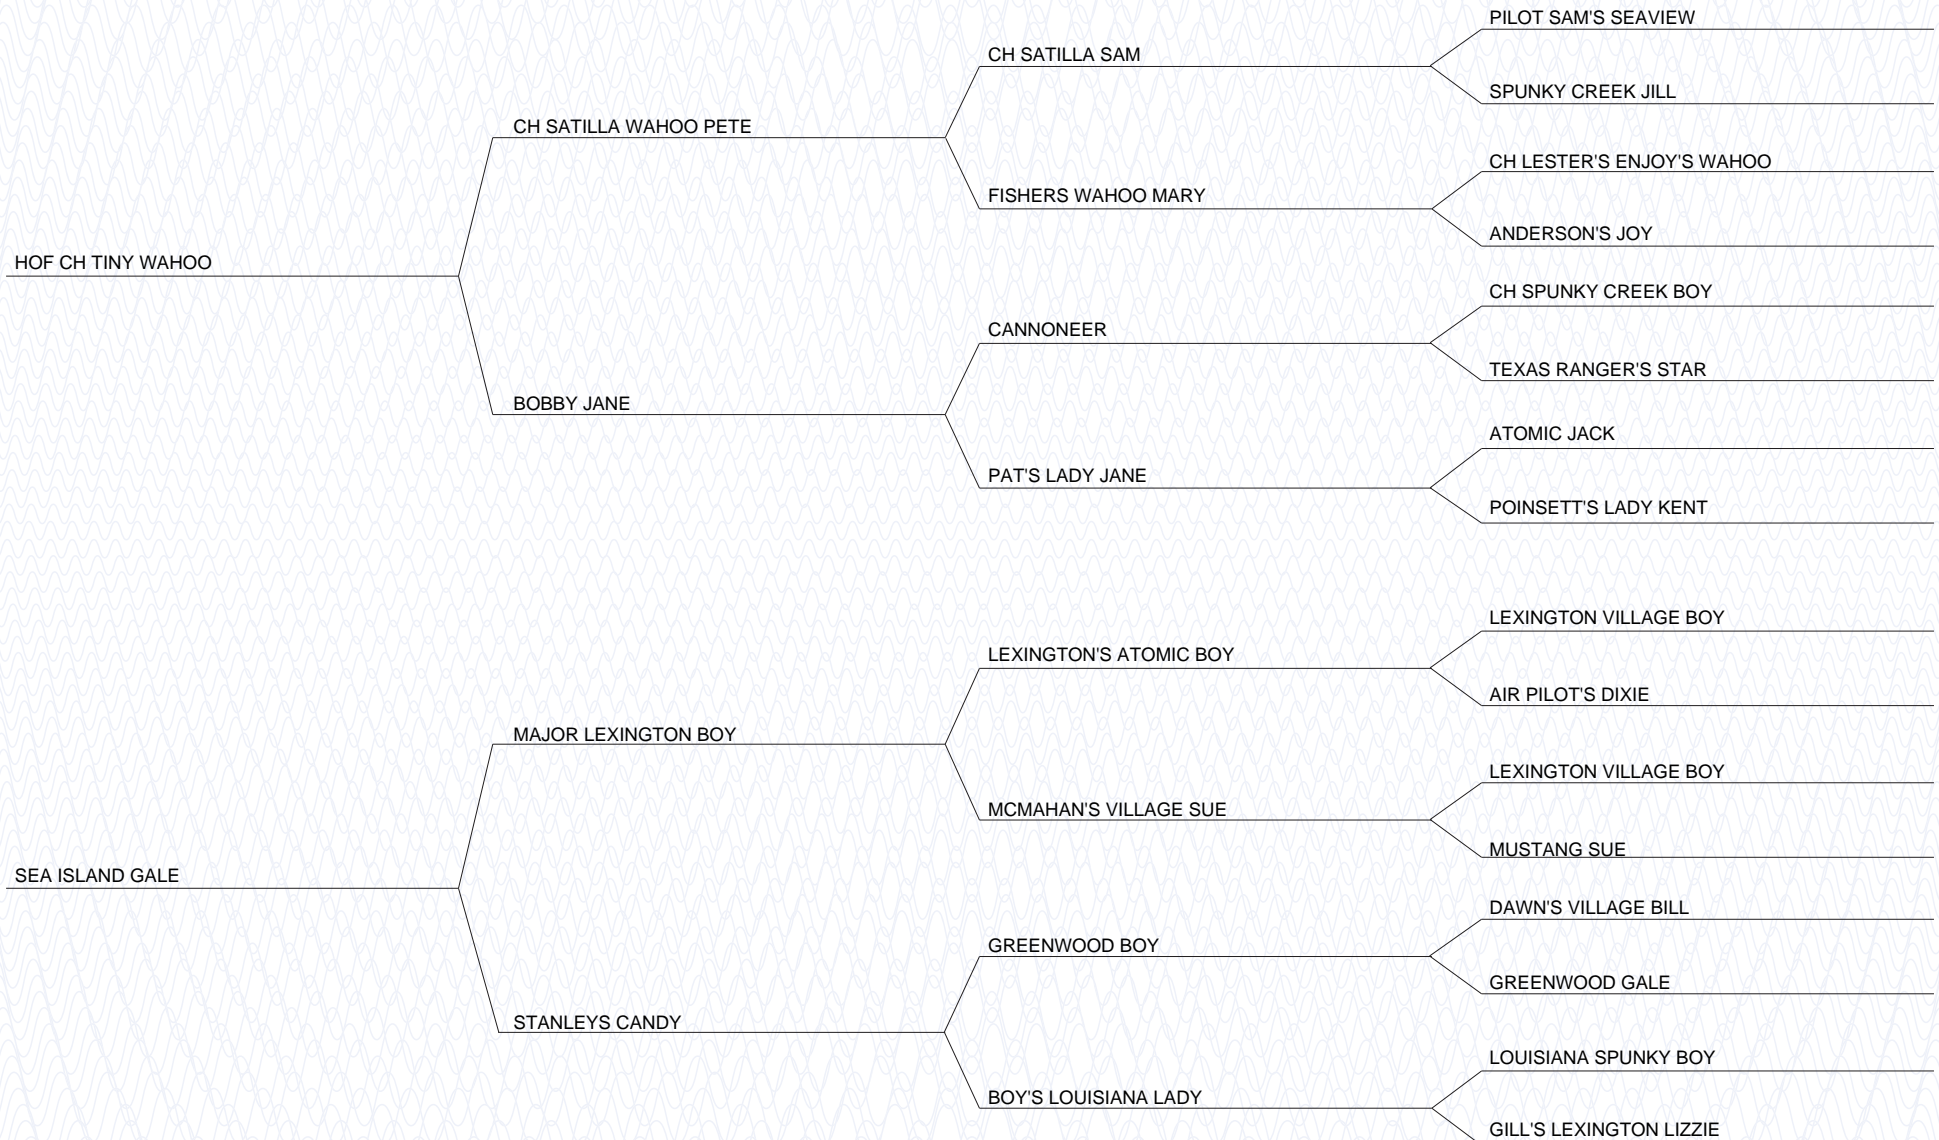 PILOT SAM'S SEAVIEW
CH SATILLA SAM
SPUNKY CREEK JILL
CH SATILLA WAHOO PETE
CH LESTER'S ENJOY'S WAHOO
FISHERS WAHOO MARY
ANDERSON'S JOY
HOF CH TINY WAHOO
CH SPUNKY CREEK BOY
CANNONEER
TEXAS RANGER'S STAR
BOBBY JANE
ATOMIC JACK
PAT'S LADY JANE
POINSETT'S LADY KENT
LEXINGTON VILLAGE BOY
LEXINGTON'S ATOMIC BOY
AIR PILOT'S DIXIE
MAJOR LEXINGTON BOY
LEXINGTON VILLAGE BOY
MCMAHAN'S VILLAGE SUE
MUSTANG SUE
SEA ISLAND GALE
DAWN'S VILLAGE BILL
GREENWOOD BOY
GREENWOOD GALE
STANLEYS CANDY
LOUISIANA SPUNKY BOY
BOY'S LOUISIANA LADY
GILL'S LEXINGTON LIZZIE